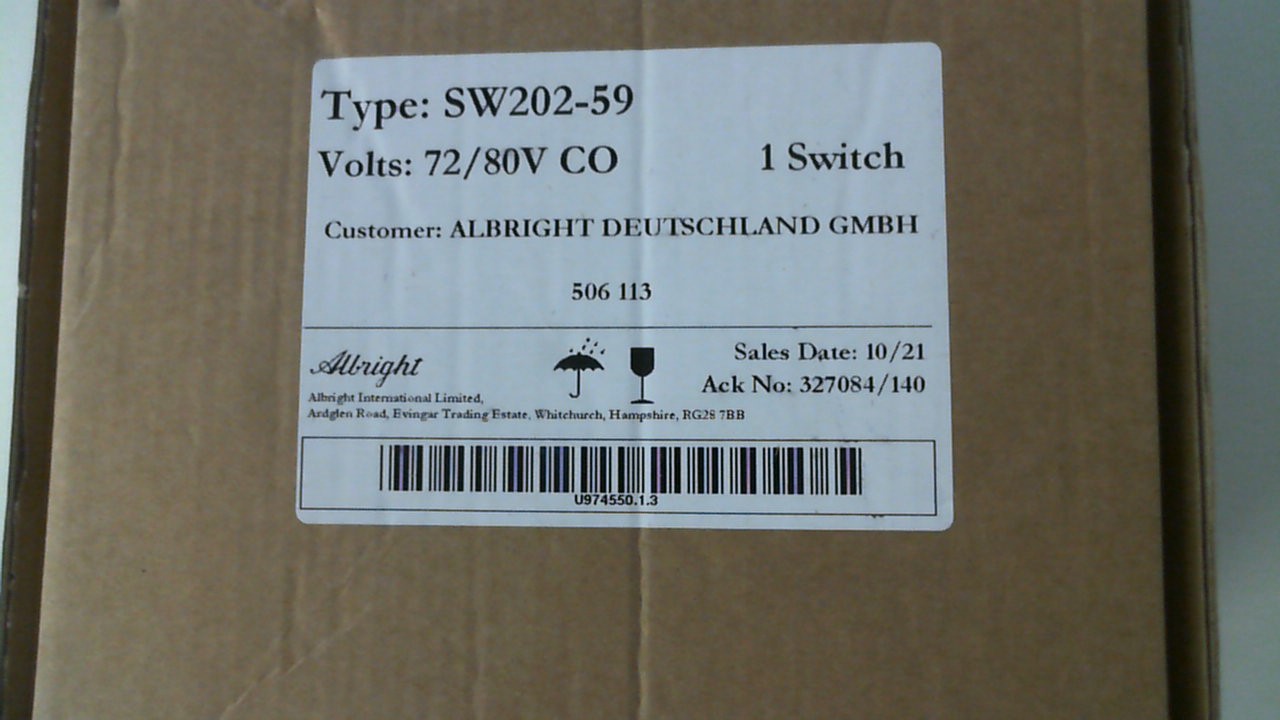 Type: SW202-59
Volts: 72/80V CO 1 Switch
Customer: ALBRIGHT DEUTSCHLAND GMBH
506 113
Albright
Sales Date: 10/21
Ack No: 327084/140
Albright International Limited,
Ardglen Road, Evingar Trading Estate, Whitchurch, Hampshire, RG28 7BB
U974550.1.3